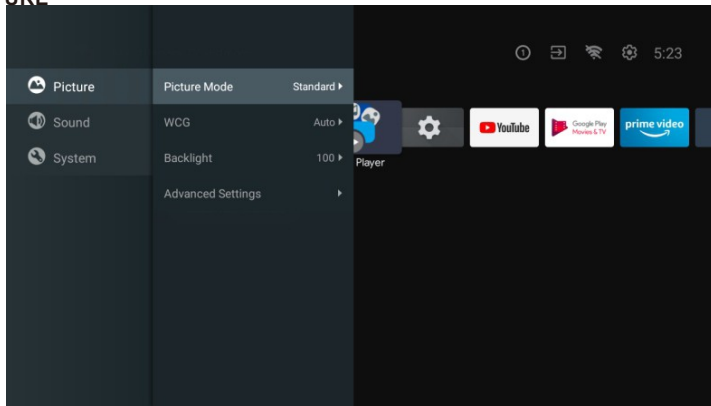 5:23
Picture
Picture Mode
Standard
Sound
WCG
Auto
YouTube
Google Play
Movies & TV
prime video
System
Backlight
100
Player
Advanced Settings